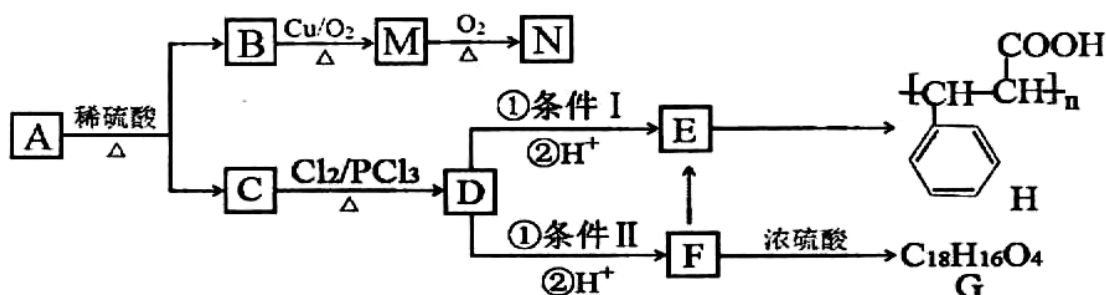 B Cu/O₂ △ M O₂ △ N
COOH
[CH-CH]n
A 稀硫酸 △
①条件 I ②H⁺ E
C Cl₂/PCl₃ △ D
H
①条件 II ②H⁺ F 浓硫酸 C₁₈H₁₆O₄
G